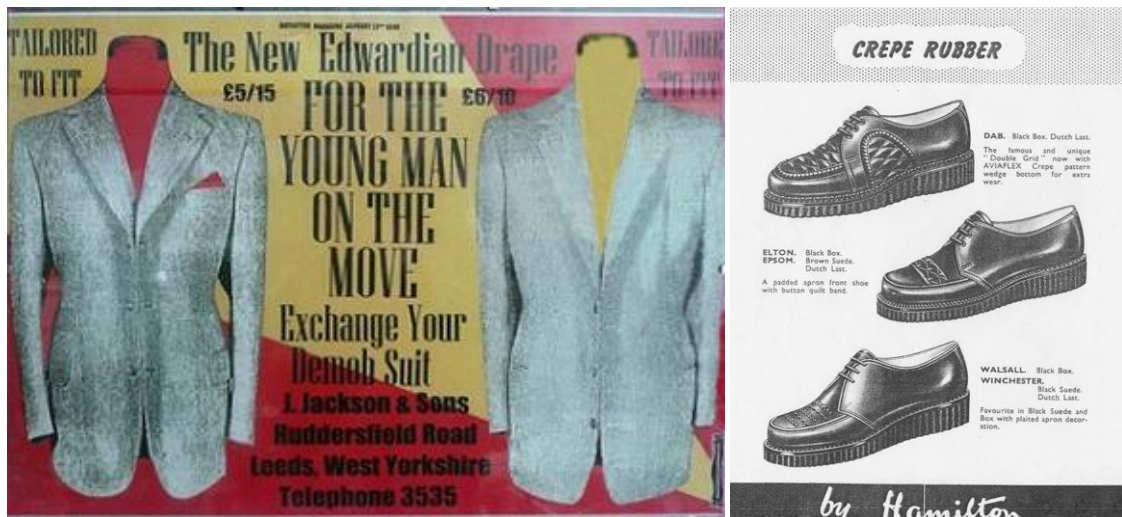 TAILORED
TO FIT
The New Edwardian Drape
TAILORE
TO FIT
£5/15
£6/10
FOR THE
YOUNG MAN
ON THE
MOVE
Exchange Your
Demob Suit
J. Jackson & Sons
Huddersfield Road
Leeds, West Yorkshire
Telephone 3535
CREPE RUBBER
DAB. Black Box. Dutch Last.
The famous and unique
"Double Grid" now with
AVIAFLEX Crepe pattern
wedge bottom for extra
wear.
ELTON. Black Box.
EPSOM. Brown Suede.
Dutch Last.
A padded apron front shoe
with button quilt band.
WALSALL. Black Box.
WINCHESTER.
Black Suede.
Dutch Last.
Favourite in Black Suede and
Box with plaited apron decor-
ation.
by Hamilton